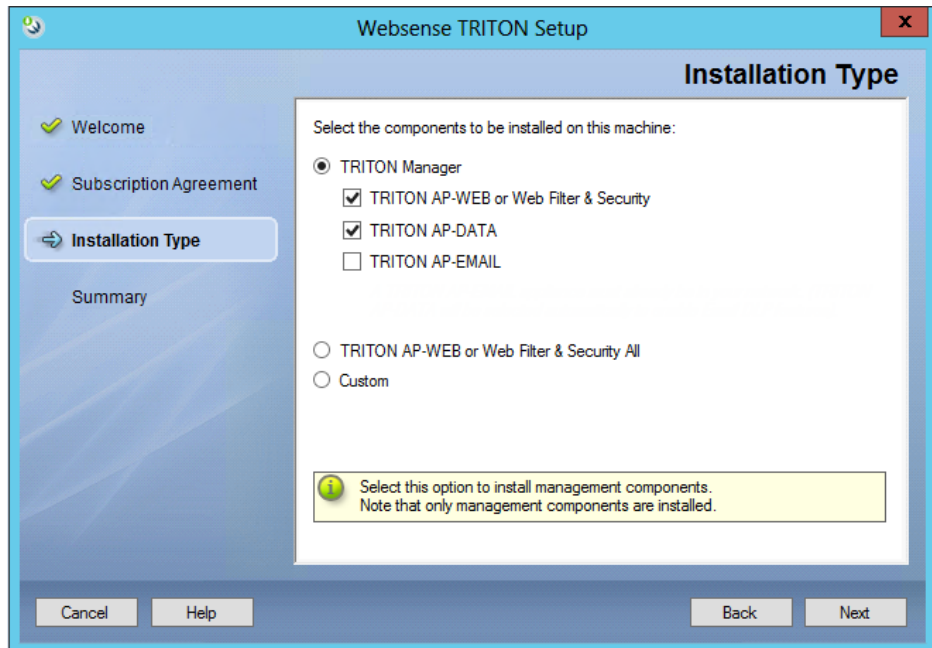 Websense TRITON Setup
x
Installation Type
Welcome
Subscription Agreement
Installation Type
Summary
Select the components to be installed on this machine:
TRITON Manager
TRITON AP-WEB or Web Filter & Security
TRITON AP-DATA
TRITON AP-EMAIL
TRITON AP-WEB or Web Filter & Security All
Custom
Select this option to install management components.
Note that only management components are installed.
Cancel
Help
Back
Next